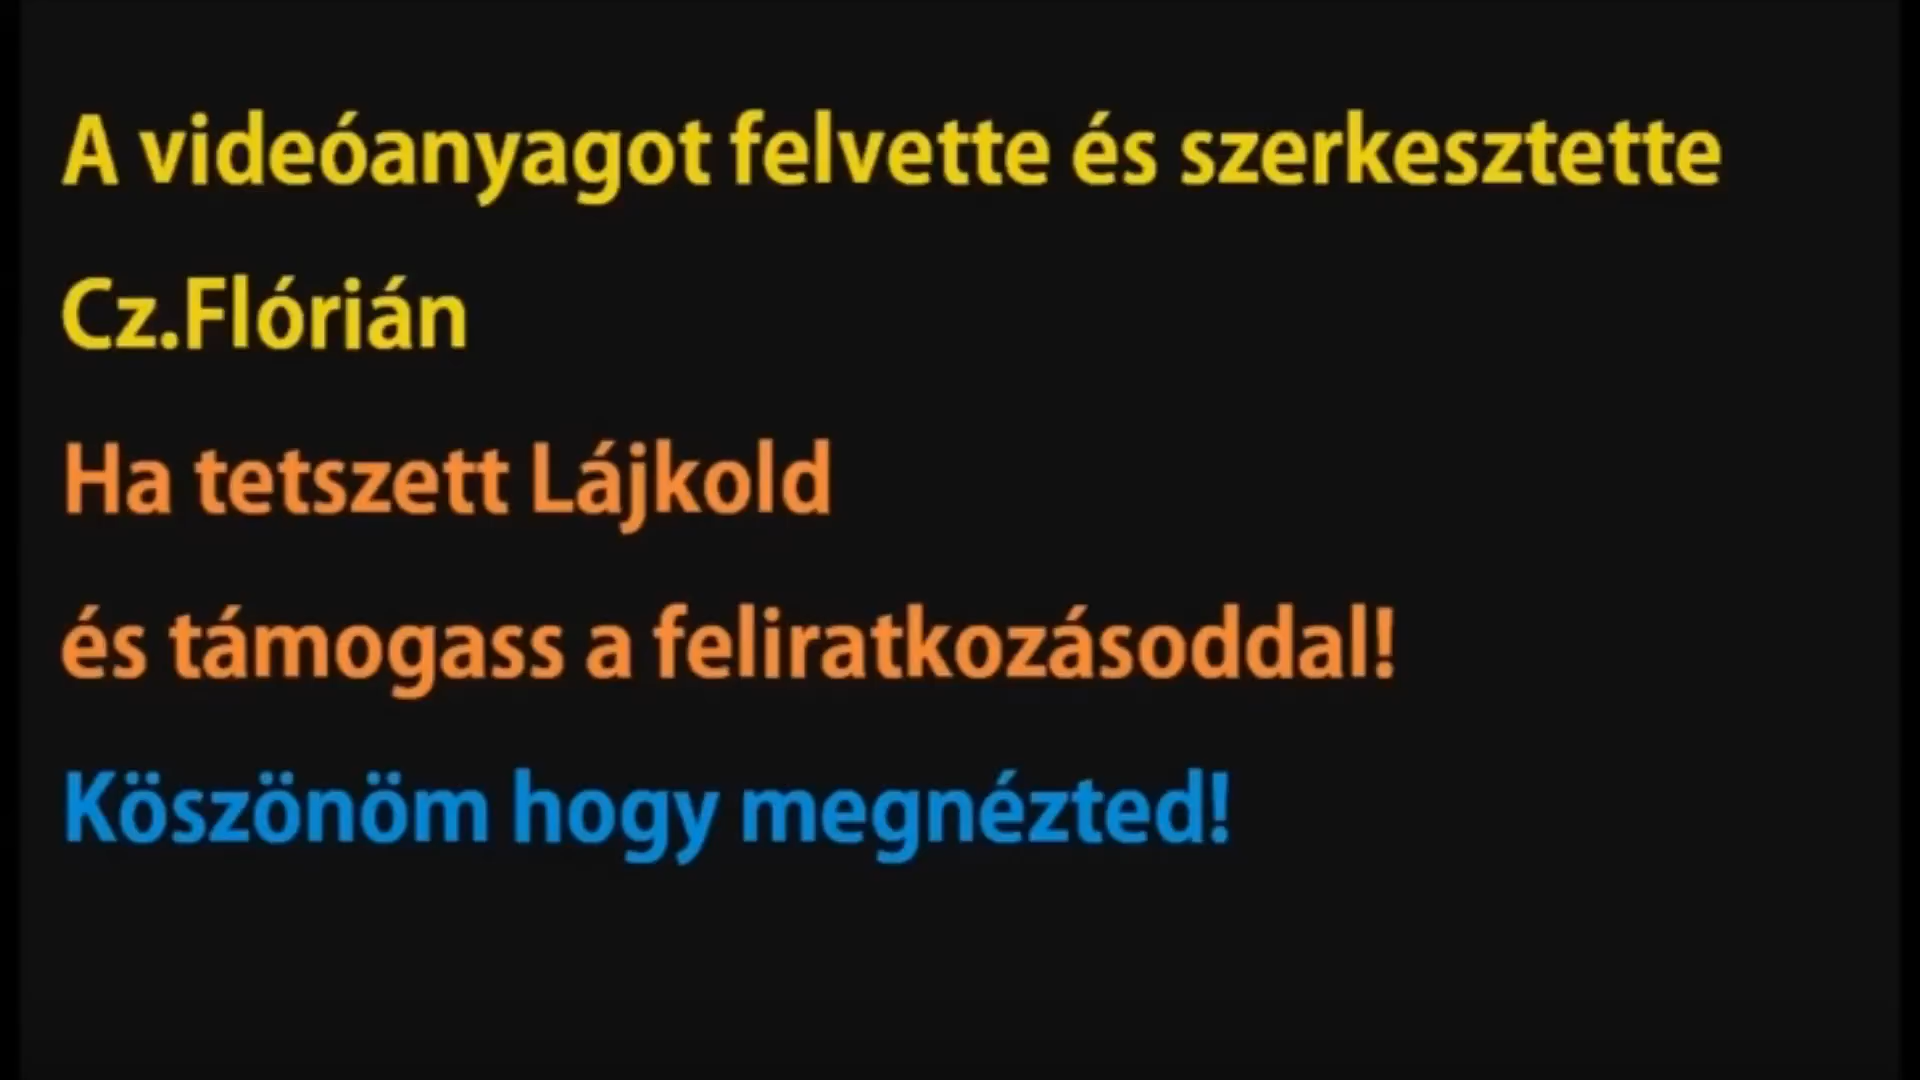 A videóanyagot felvette és szerkesztette
Cz.Flórián
Ha tetszett Lájkold
és támogass a feliratkozásoddal!
Köszönöm hogy megnézted!